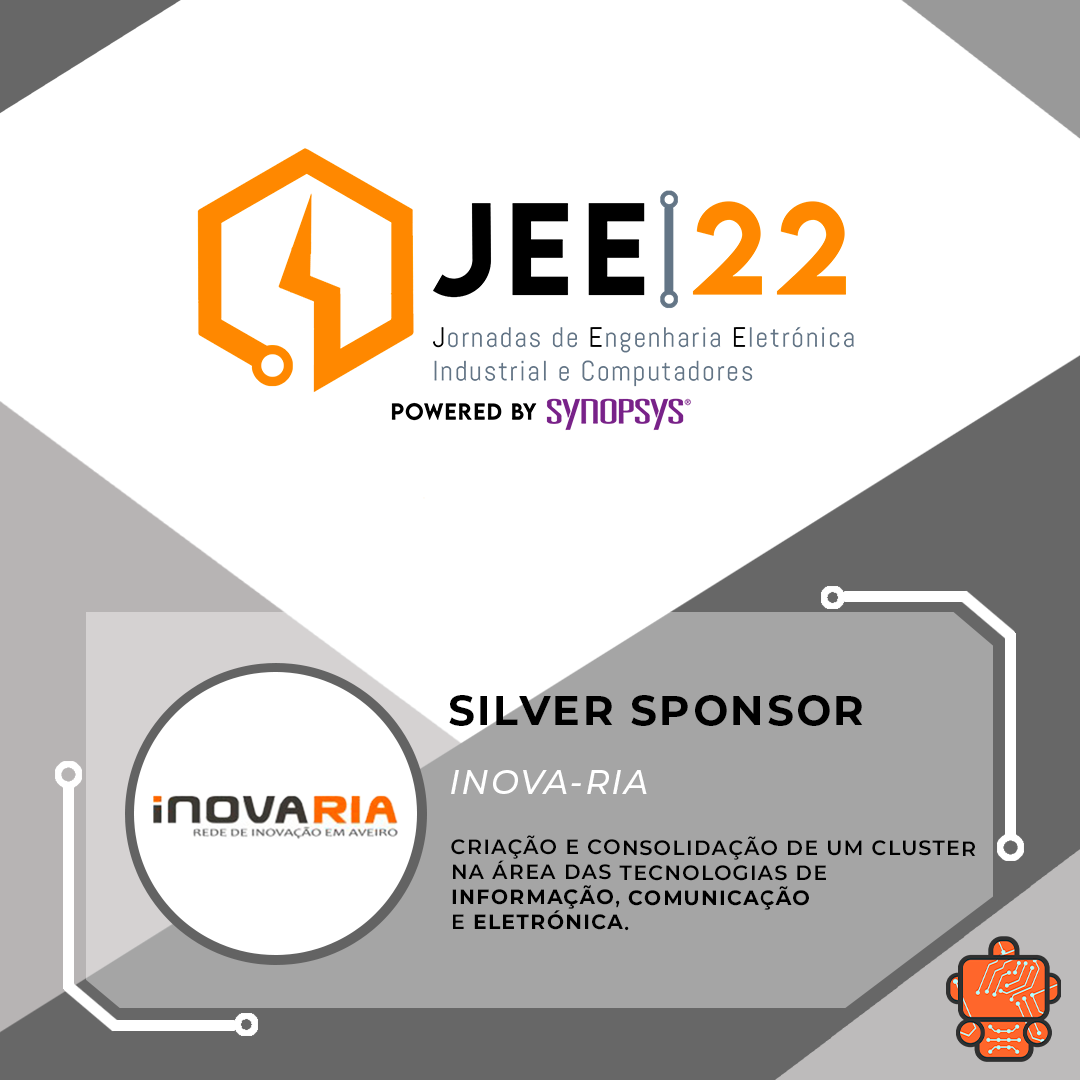 JEE 22
Jornadas de Engenharia Eletrónica
Industrial e Computadores
POWERED BY SYNOPSYS®
SILVER SPONSOR
INOVA-RIA
iNOVARIA
REDE DE INOVAÇÃO EM AVEIRO
CRIAÇÃO E CONSOLIDAÇÃO DE UM CLUSTER
NA ÁREA DAS TECNOLOGIAS DE
INFORMAÇÃO, COMUNICAÇÃO
E ELETRÓNICA.